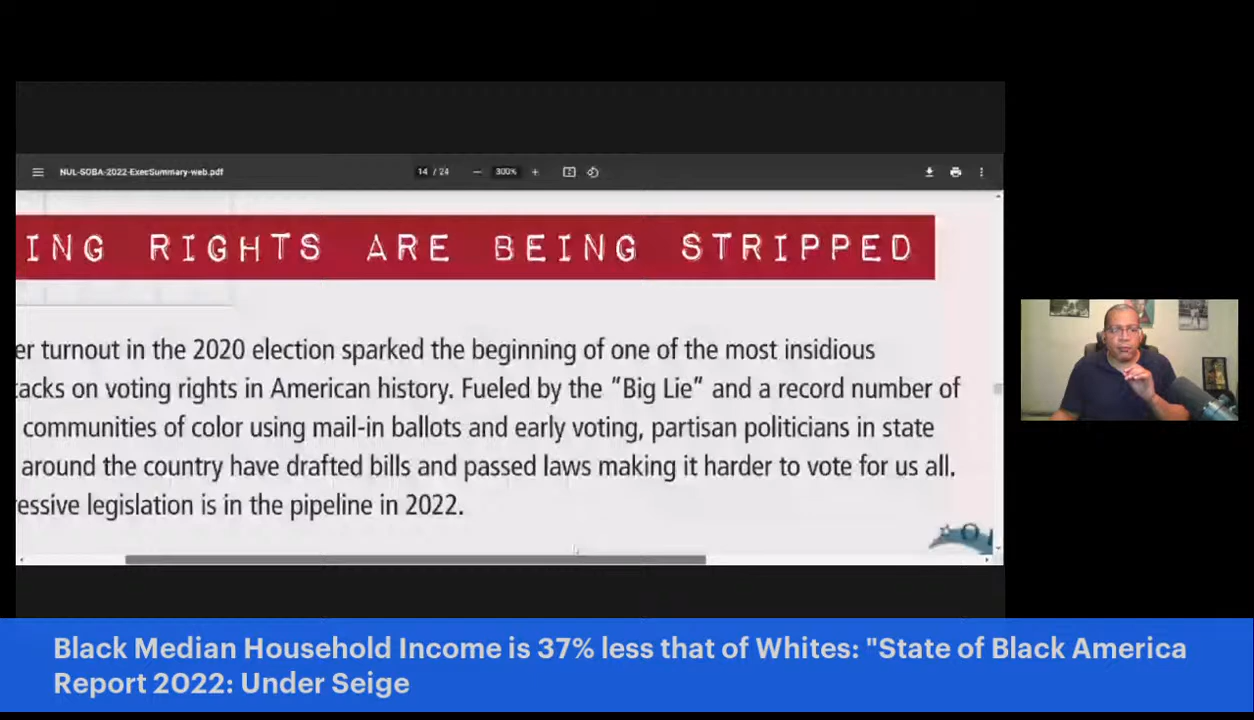 NUL-SOBA-2022-ExecSummary-web.pdf
14 / 24
300%
ING RIGHTS ARE BEING STRIPPED
er turnout in the 2020 election sparked the beginning of one of the most insidious
tacks on voting rights in American history. Fueled by the “Big Lie” and a record number of
communities of color using mail-in ballots and early voting, partisan politicians in state
around the country have drafted bills and passed laws making it harder to vote for us all.
essive legislation is in the pipeline in 2022.
Black Median Household Income is 37% less that of Whites: "State of Black America
Report 2022: Under Seige